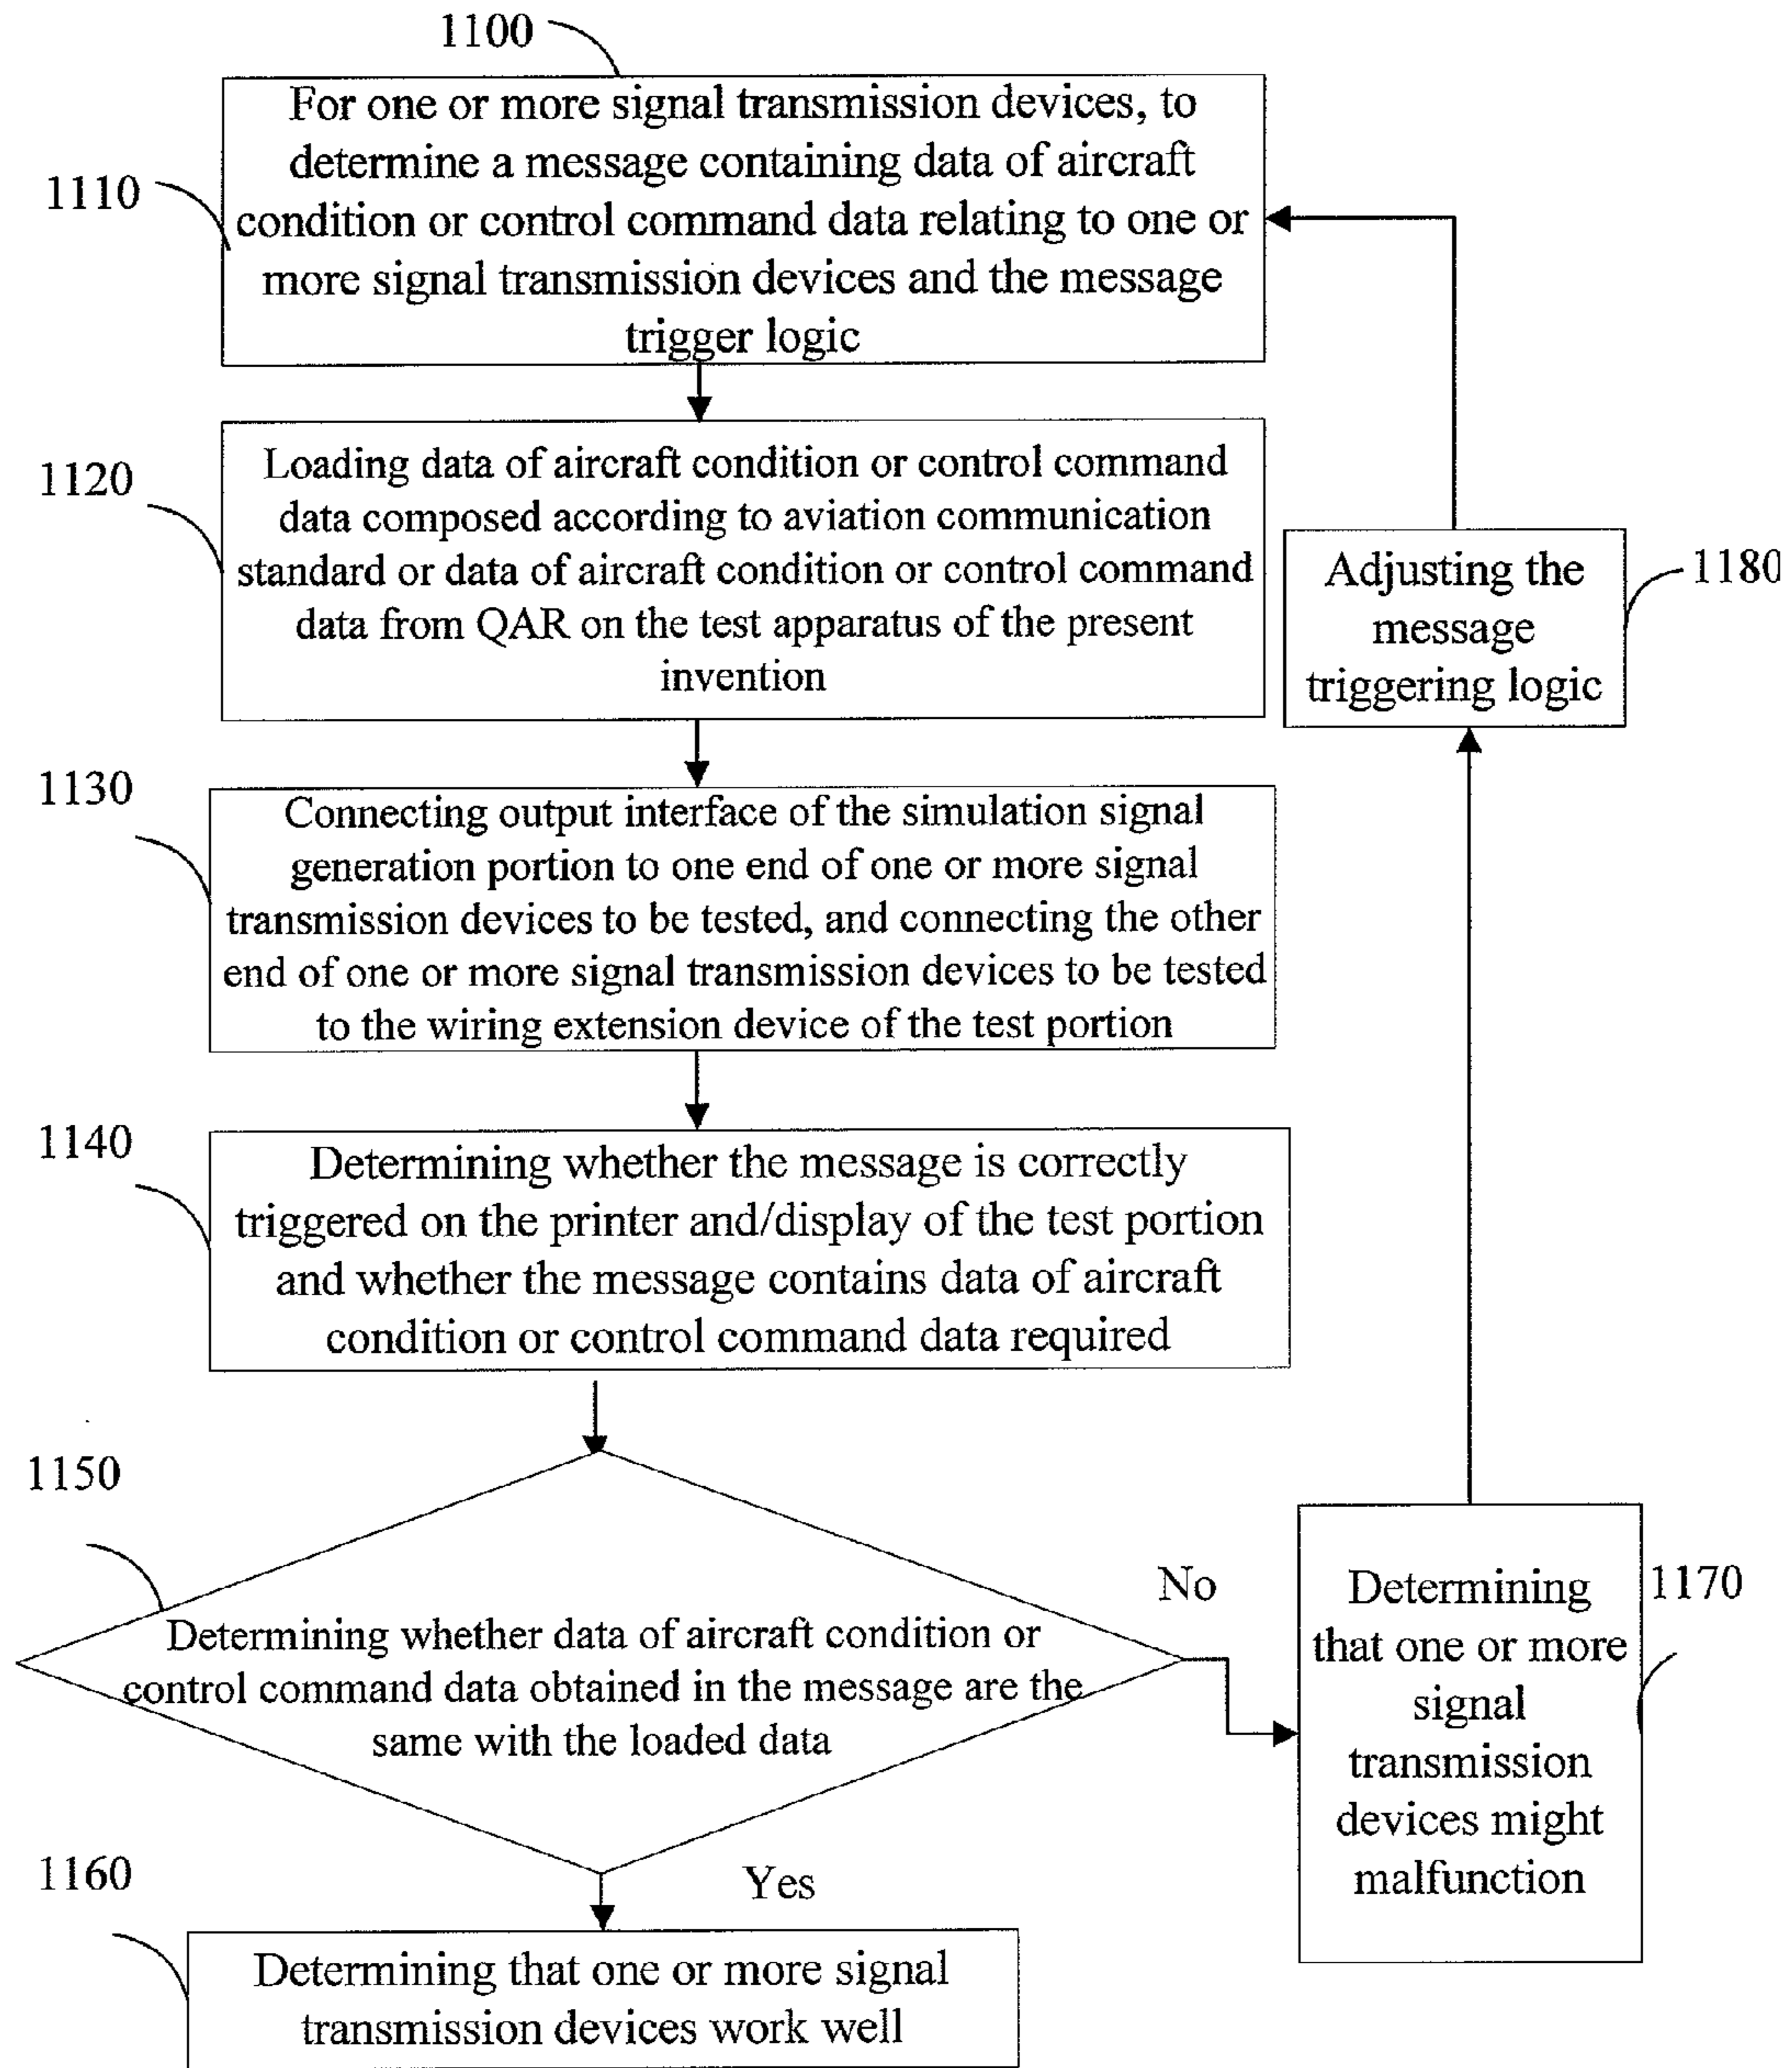 1100
For one or more signal transmission devices, to
determine a message containing data of aircraft
condition or control command data relating to one or
more signal transmission devices and the message
trigger logic
1110
Loading data of aircraft condition or control command
data composed according to aviation communication
standard or data of aircraft condition or control command
data from QAR on the test apparatus of the present
invention
1120
Adjusting the
message
triggering logic
1180
1130
Connecting output interface of the simulation signal
generation portion to one end of one or more signal
transmission devices to be tested, and connecting the other
end of one or more signal transmission devices to be tested
to the wiring extension device of the test portion
1140
Determining whether the message is correctly
triggered on the printer and/display of the test portion
and whether the message contains data of aircraft
condition or control command data required
1150
Determining whether data of aircraft condition or
control command data obtained in the message are the
same with the loaded data
No
Determining
that one or more
signal
transmission
devices might
malfunction
1170
Yes
1160
Determining that one or more signal
transmission devices work well